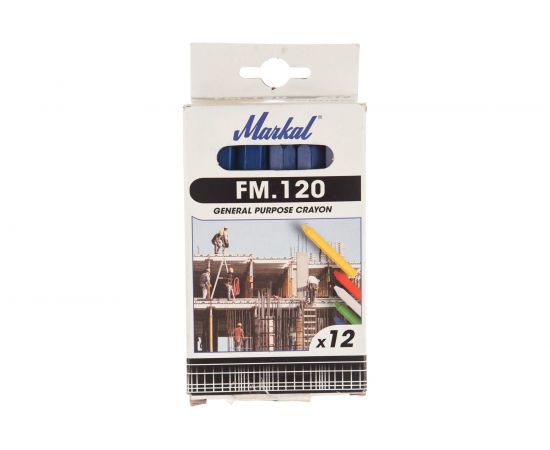 Markal®
FM.120
GENERAL PURPOSE CRAYON
x12